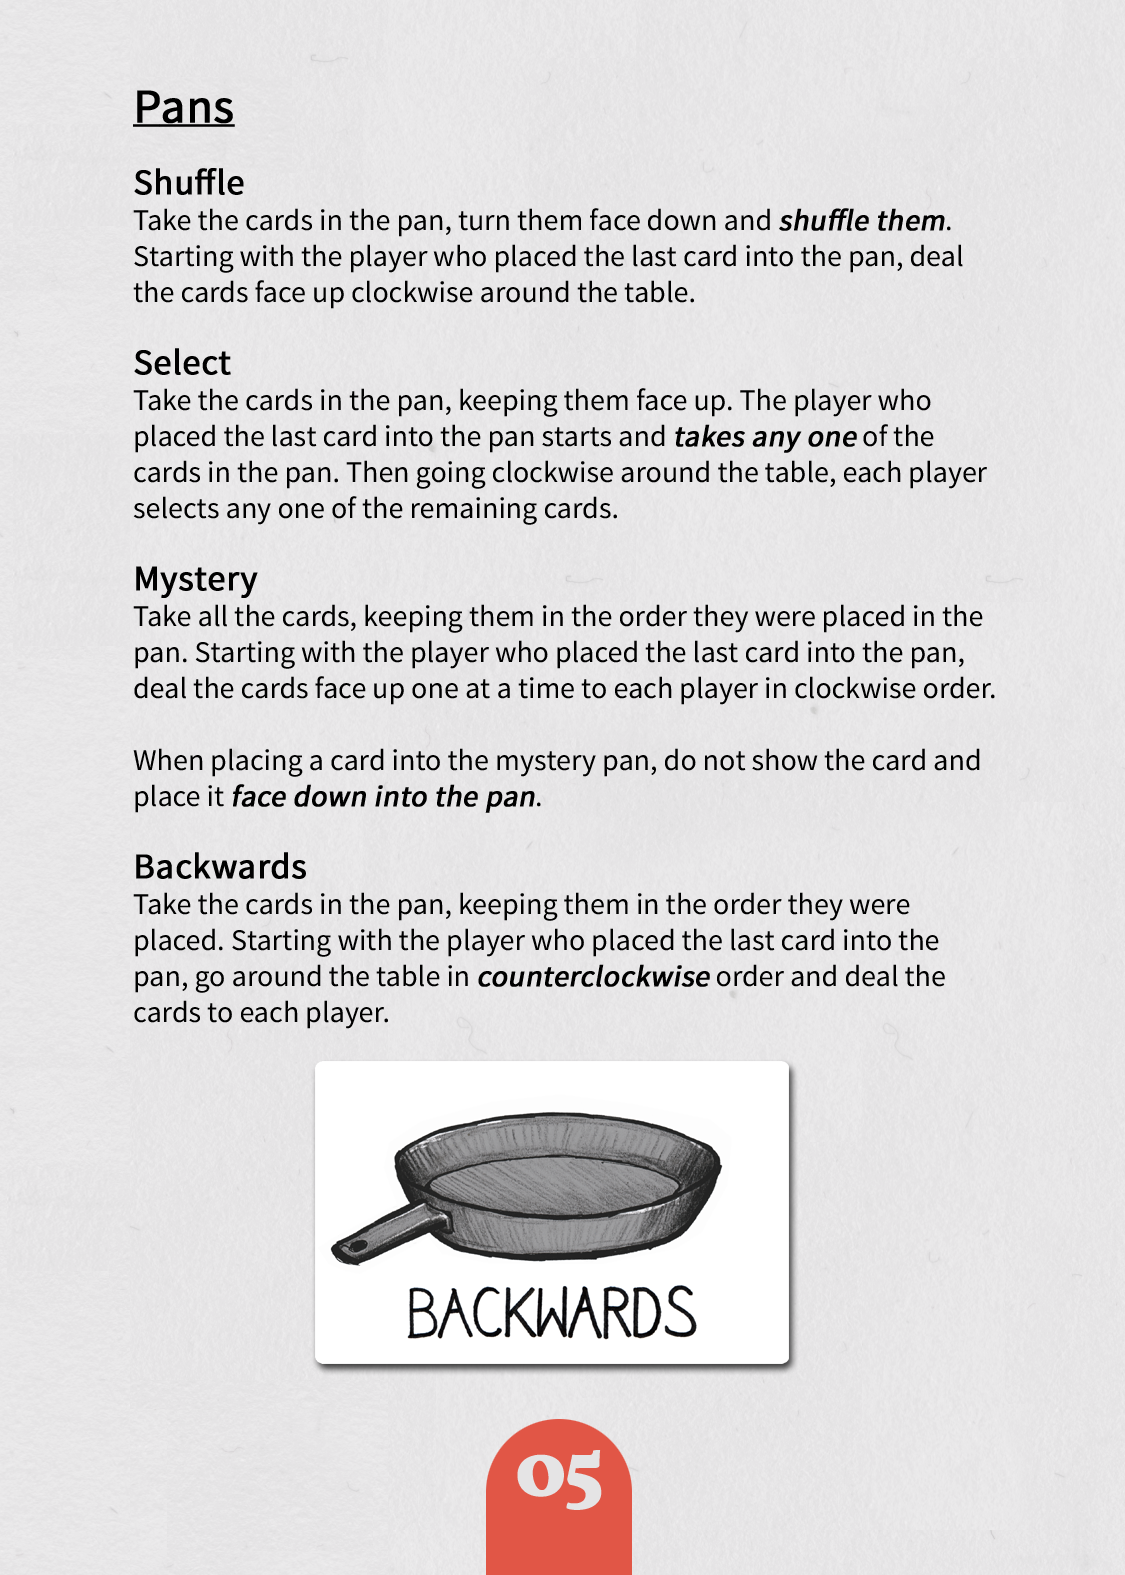 Pans
Shuffle
Take the cards in the pan, turn them face down and shuffle them.
Starting with the player who placed the last card into the pan, deal
the cards face up clockwise around the table.
Select
Take the cards in the pan, keeping them face up. The player who
placed the last card into the pan starts and takes any one of the
cards in the pan. Then going clockwise around the table, each player
selects any one of the remaining cards.
Mystery
Take all the cards, keeping them in the order they were placed in the
pan. Starting with the player who placed the last card into the pan,
deal the cards face up one at a time to each player in clockwise order.
When placing a card into the mystery pan, do not show the card and
place it face down into the pan.
Backwards
Take the cards in the pan, keeping them in the order they were
placed. Starting with the player who placed the last card into the
pan, go around the table in counterclockwise order and deal the
cards to each player.
BACKWARDS
05